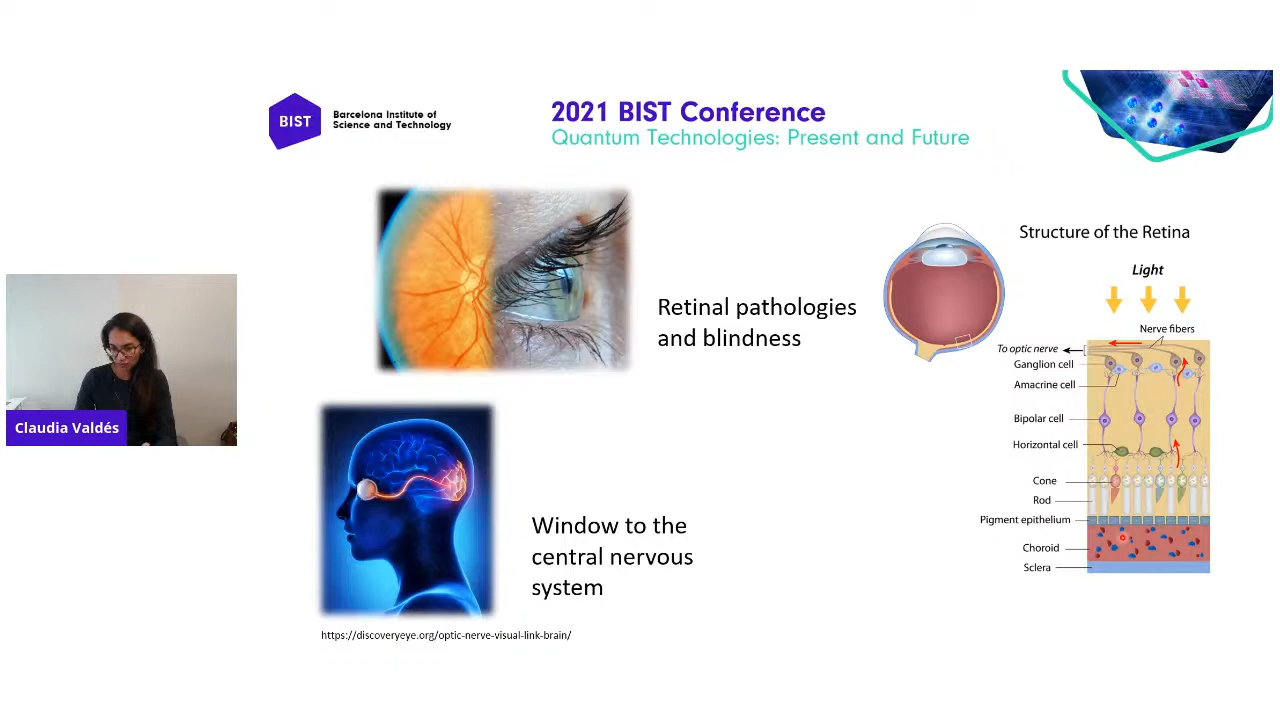 BIST
Barcelona Institute of
Science and Technology
2021 BIST Conference
Quantum Technologies: Present and Future
Retinal pathologies
and blindness
Structure of the Retina
Light
Nerve fibers
To optic nerve
Ganglion cell
Amacrine cell
Bipolar cell
Horizontal cell
Cone
Rod
Pigment epithelium
Choroid
Sclera
Claudia Valdés
Window to the
central nervous
system
https://discoveryeye.org/optic-nerve-visual-link-brain/